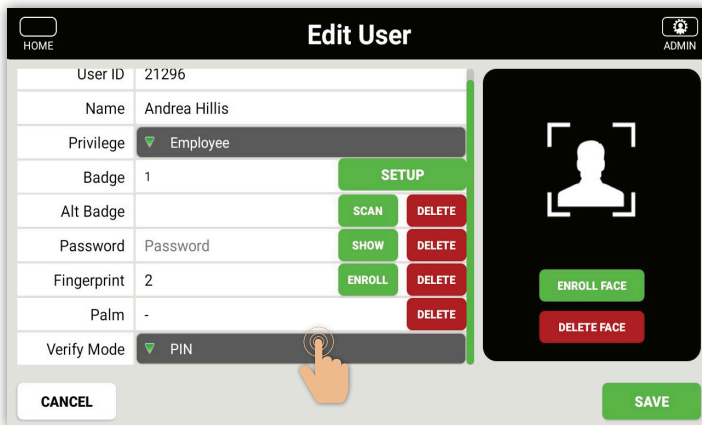 Edit User
HOME
ADMIN
User ID 21296
Name Andrea Hillis
Privilege Employee
Badge 1 SETUP
Alt Badge SCAN DELETE
Password Password SHOW DELETE
Fingerprint 2 ENROLL DELETE
Palm - DELETE
Verify Mode PIN
ENROLL FACE
DELETE FACE
CANCEL
SAVE